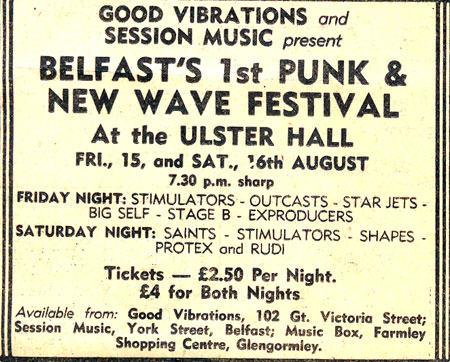 GOOD VIBRATIONS and
SESSION MUSIC present
BELFAST'S 1st PUNK &
NEW WAVE FESTIVAL
At the ULSTER HALL
FRI., 15, and SAT., 16th AUGUST
7.30 p.m. sharp
FRIDAY NIGHT: STIMULATORS - OUTCASTS - STAR JETS -
BIG SELF - STAGE B - EXPRODUCERS
SATURDAY NIGHT: SAINTS - STIMULATORS - SHAPES -
PROTEX and RUDI
Tickets — £2.50 Per Night.
£4 for Both Nights
Available from: Good Vibrations, 102 Gt. Victoria Street;
Session Music, York Street, Belfast; Music Box, Farmley
Shopping Centre, Glengormley.